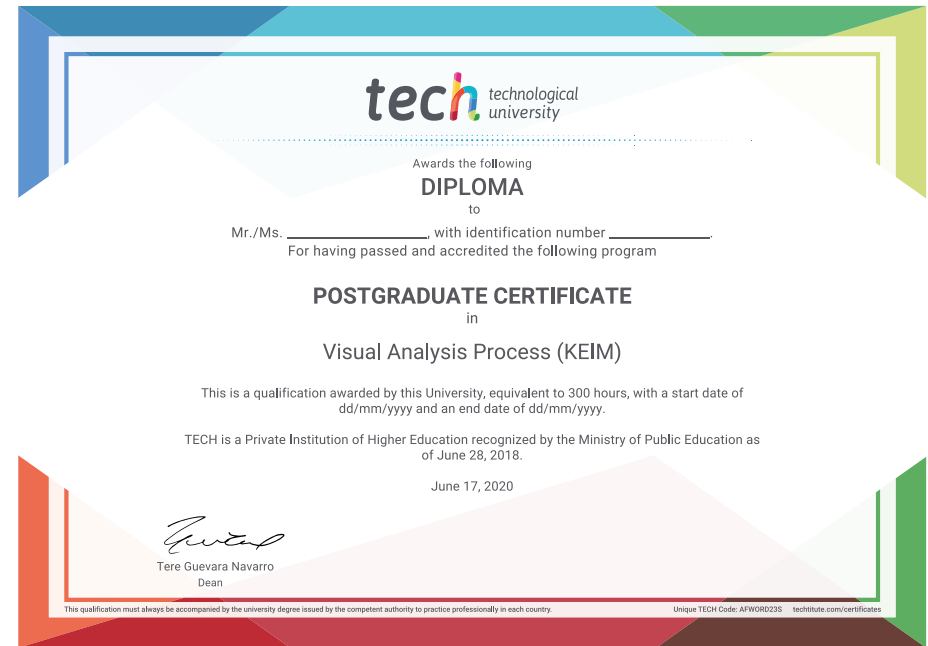 tech technological
university
Awards the following
DIPLOMA
to
Mr./Ms. ____________________, with identification number ______________.
For having passed and accredited the following program
POSTGRADUATE CERTIFICATE
in
Visual Analysis Process (KEIM)
This is a qualification awarded by this University, equivalent to 300 hours, with a start date of
dd/mm/yyyy and an end date of dd/mm/yyyy.
TECH is a Private Institution of Higher Education recognized by the Ministry of Public Education as
of June 28, 2018.
June 17, 2020
Tere Guevara Navarro
Dean
This qualification must always be accompanied by the university degree issued by the competent authority to practice professionally in each country.
Unique TECH Code: AFWORD23S techtitute.com/certificates